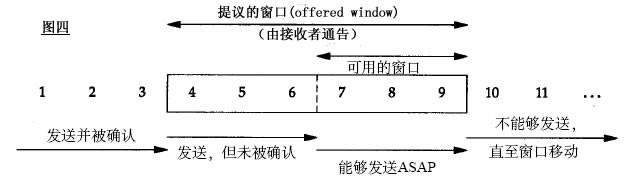 图四
提议的窗口(offered window)
(由接收者通告)
可用的窗口
1 2 3 4 5 6 7 8 9 10 11 ...
发送并被确认
发送，但未被确认
能够发送ASAP
不能够发送，
直至窗口移动